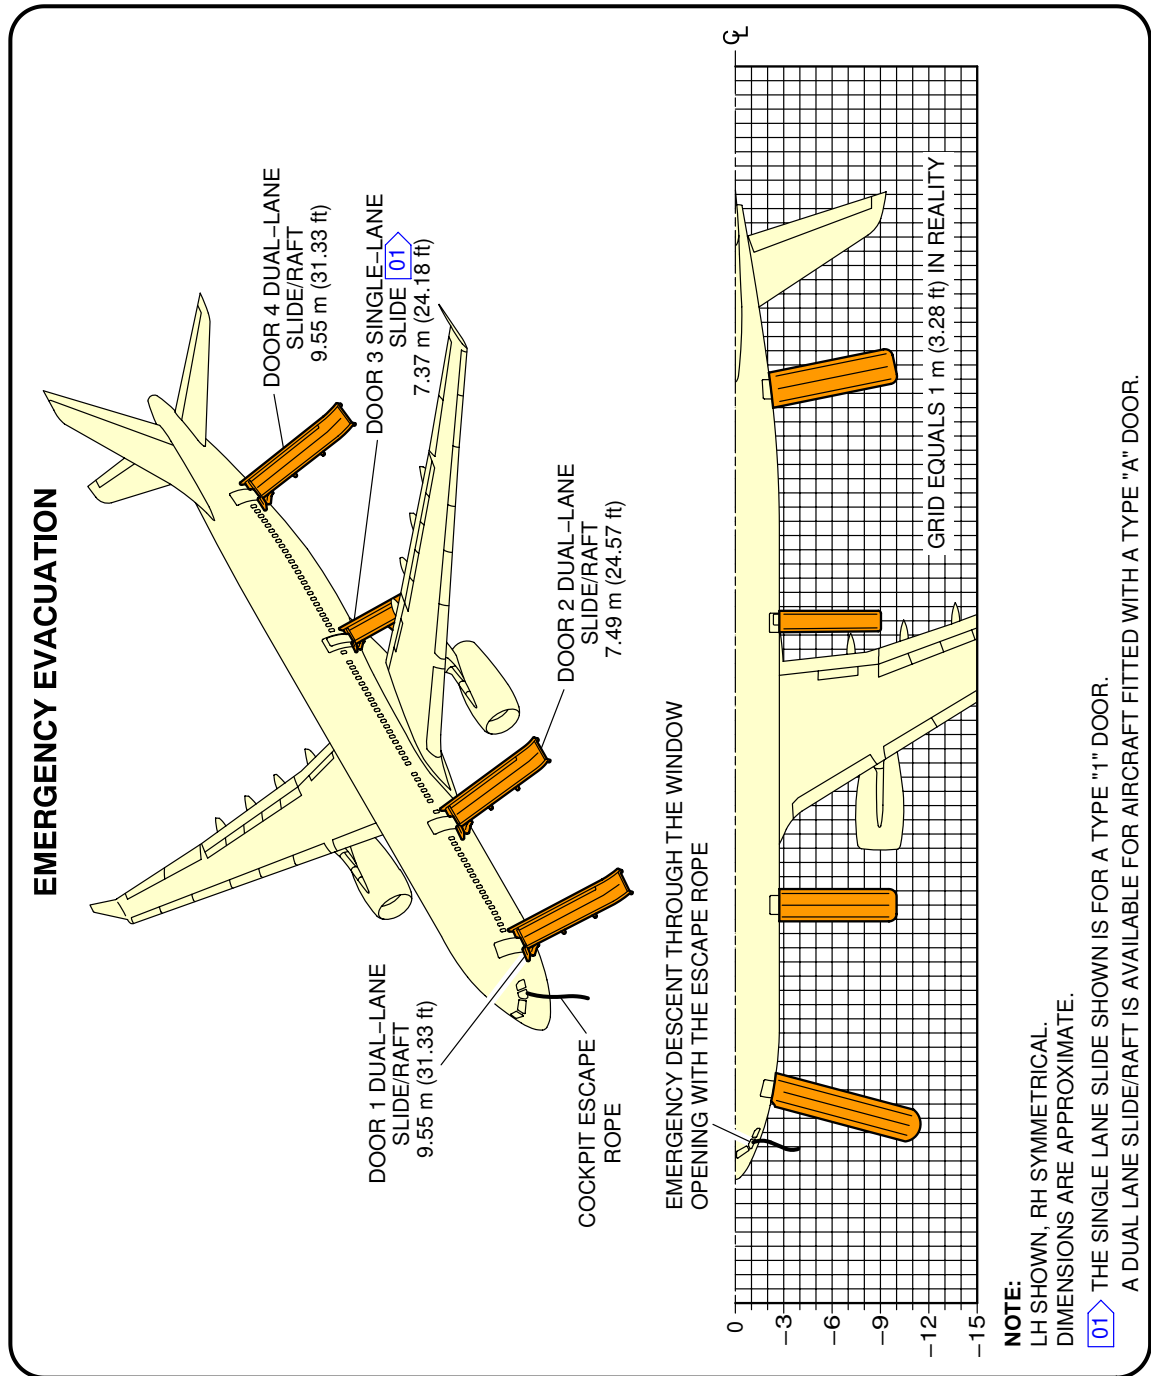 EMERGENCY EVACUATION
DOOR 4 DUAL−LANE
SLIDE/RAFT
9.55 m (31.33 ft)
DOOR 3 SINGLE−LANE
SLIDE 01
7.37 m (24.18 ft)
DOOR 2 DUAL−LANE
SLIDE/RAFT
7.49 m (24.57 ft)
DOOR 1 DUAL−LANE
SLIDE/RAFT
9.55 m (31.33 ft)
COCKPIT ESCAPE
ROPE
EMERGENCY DESCENT THROUGH THE WINDOW
OPENING WITH THE ESCAPE ROPE
℄
GRID EQUALS 1 m (3.28 ft) IN REALITY
0
−3
−6
−9
−12
−15
NOTE:
LH SHOWN, RH SYMMETRICAL.
DIMENSIONS ARE APPROXIMATE.
01 THE SINGLE LANE SLIDE SHOWN IS FOR A TYPE "1" DOOR.
A DUAL LANE SLIDE/RAFT IS AVAILABLE FOR AIRCRAFT FITTED WITH A TYPE "A" DOOR.